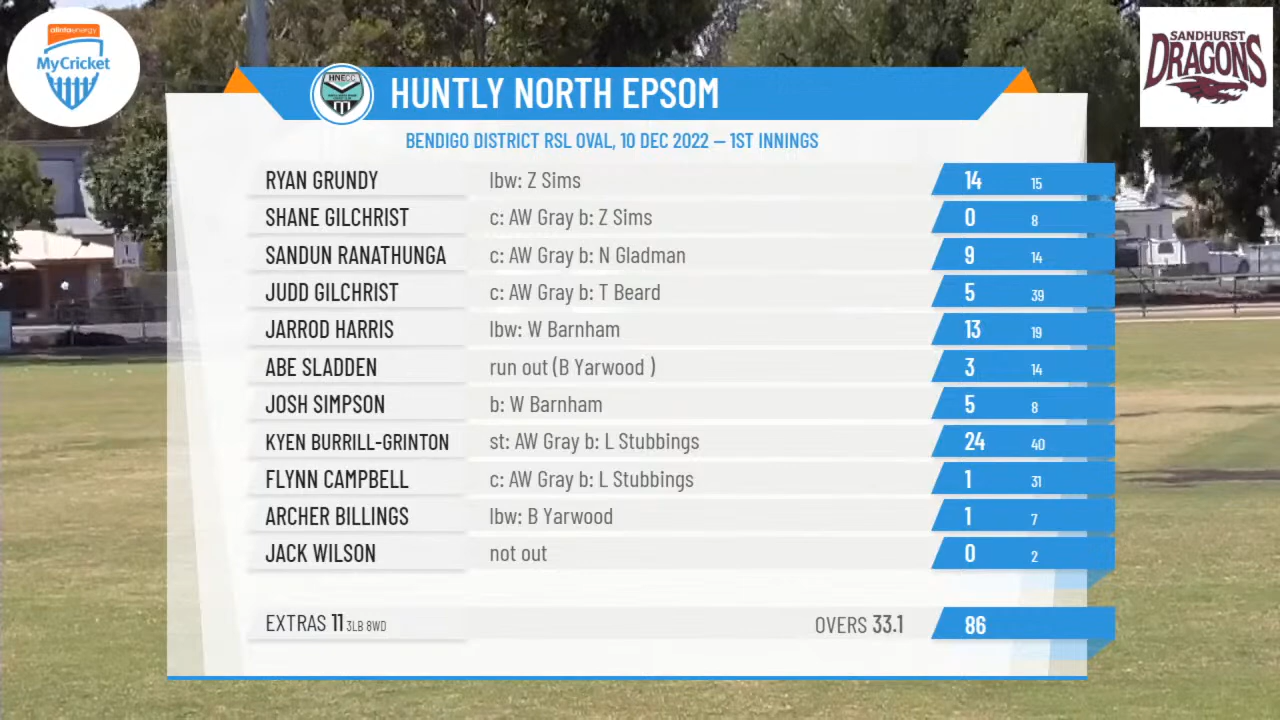 alintaenergy
MyCricket
SANDHURST
DRAGONS
HNECC
HUNTLY NORTH EPSOM
BENDIGO DISTRICT RSL OVAL, 10 DEC 2022 – 1ST INNINGS
RYAN GRUNDY lbw: Z Sims 14 15
SHANE GILCHRIST c: AW Gray b: Z Sims 0 8
SANDUN RANATHUNGA c: AW Gray b: N Gladman 9 14
JUDD GILCHRIST c: AW Gray b: T Beard 5 39
JARROD HARRIS lbw: W Barnham 13 19
ABE SLADDEN run out (B Yarwood ) 3 14
JOSH SIMPSON b: W Barnham 5 8
KYEN BURRILL-GRINTON st: AW Gray b: L Stubbings 24 40
FLYNN CAMPBELL c: AW Gray b: L Stubbings 1 31
ARCHER BILLINGS lbw: B Yarwood 1 7
JACK WILSON not out 0 2
EXTRAS 11 3LB 8WD OVERS 33.1 86